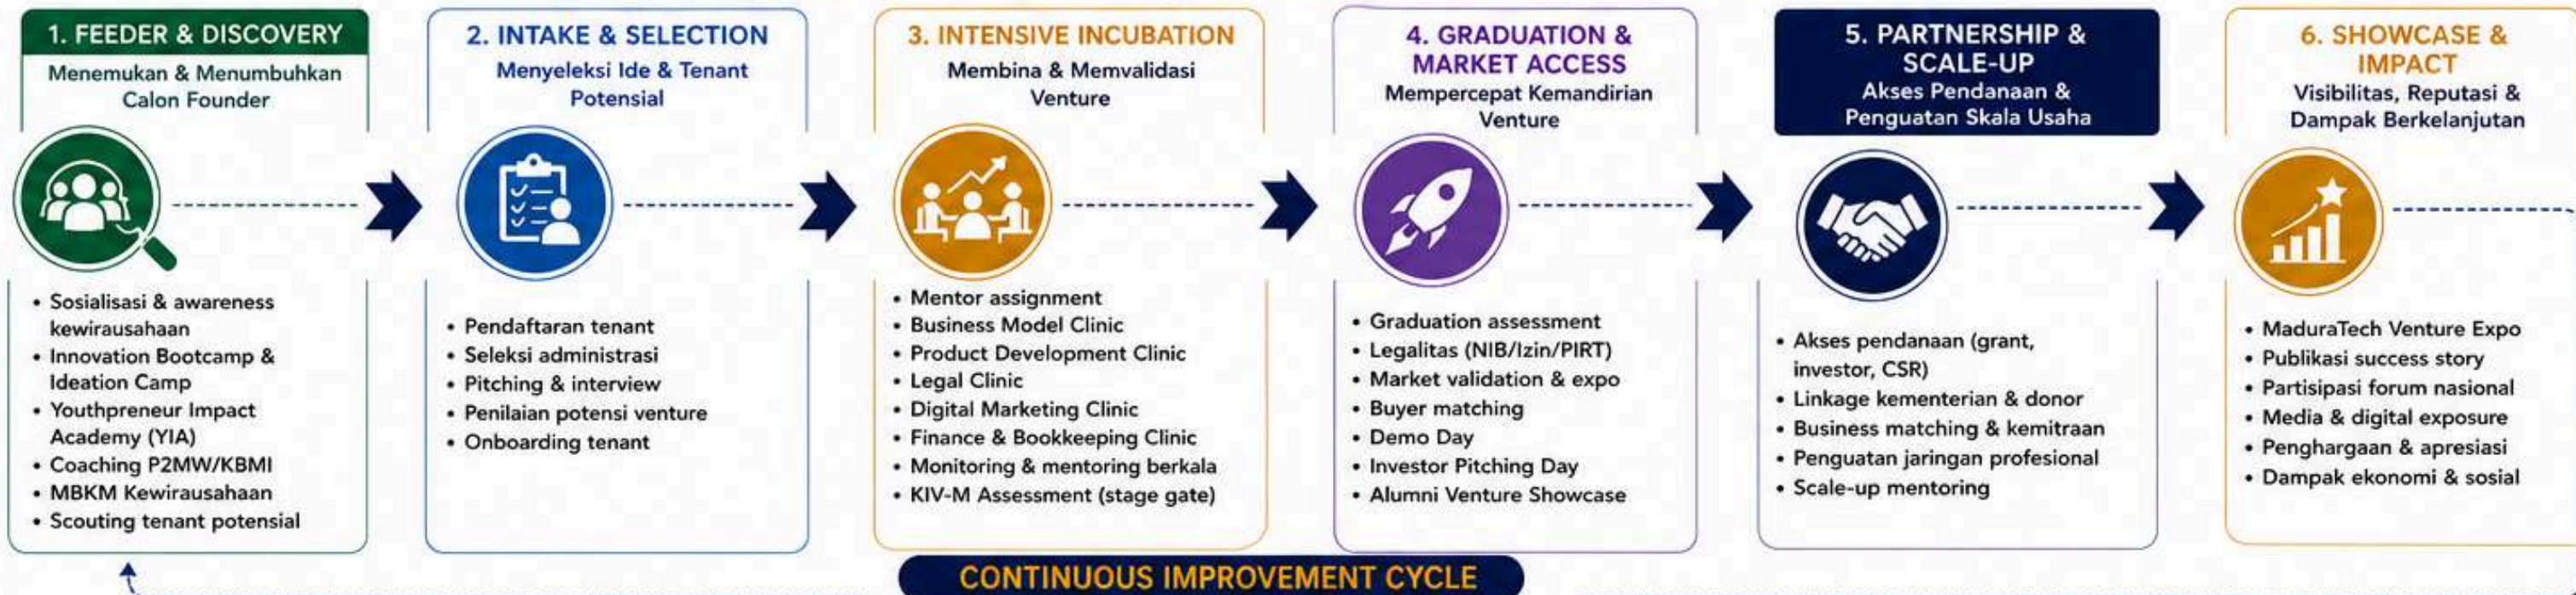 1. FEEDER & DISCOVERY
Menemukan & Menumbuhkan
Calon Founder
• Sosialisasi & awareness
kewirausahaan
• Innovation Bootcamp &
Ideation Camp
• Youthpreneur Impact
Academy (YIA)
• Coaching P2MW/KBMI
• MBKM Kewirausahaan
• Scouting tenant potensial
2. INTAKE & SELECTION
Menyeleksi Ide & Tenant
Potensial
• Pendaftaran tenant
• Seleksi administrasi
• Pitching & interview
• Penilaian potensi venture
• Onboarding tenant
3. INTENSIVE INCUBATION
Membina & Memvalidasi
Venture
• Mentor assignment
• Business Model Clinic
• Product Development Clinic
• Legal Clinic
• Digital Marketing Clinic
• Finance & Bookkeeping Clinic
• Monitoring & mentoring berkala
• KIV-M Assessment (stage gate)
4. GRADUATION &
MARKET ACCESS
Mempercepat Kemandirian
Venture
• Graduation assessment
• Legalitas (NIB/Izin/PIRT)
• Market validation & expo
• Buyer matching
• Demo Day
• Investor Pitching Day
• Alumni Venture Showcase
5. PARTNERSHIP &
SCALE-UP
Akses Pendanaan &
Penguatan Skala Usaha
• Akses pendanaan (grant,
investor, CSR)
• Linkage kementerian & donor
• Business matching & kemitraan
• Penguatan jaringan profesional
• Scale-up mentoring
6. SHOWCASE &
IMPACT
Visibilitas, Reputasi &
Dampak Berkelanjutan
• MaduraTech Venture Expo
• Publikasi success story
• Partisipasi forum nasional
• Media & digital exposure
• Penghargaan & apresiasi
• Dampak ekonomi & sosial
CONTINUOUS IMPROVEMENT CYCLE